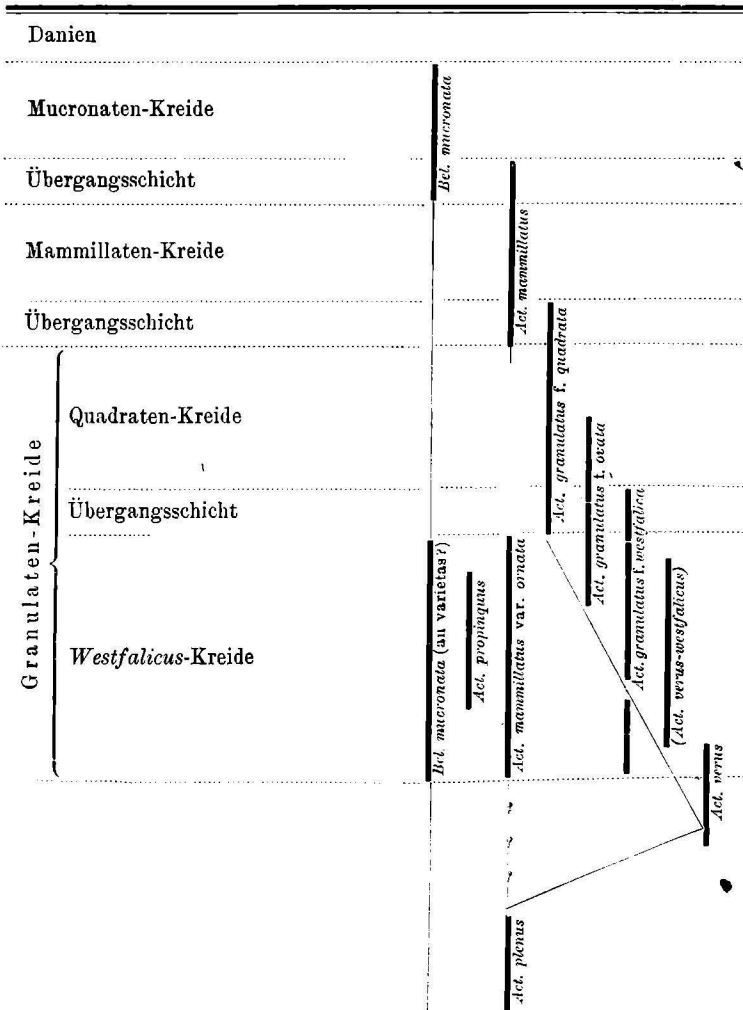 Danien
Mucronaten-Kreide
Übergangsschicht
Mammillaten-Kreide
Übergangsschicht
Granulaten-Kreide
Quadraten-Kreide
Übergangsschicht
Westfalicus-Kreide
Bel. mucronata
Act. mammillatus
Act. granulatus f. quadrata
Act. granulatus f. ovata
Act. granulatus f. westfalica
Bel. mucronata (an varietas?)
Act. propinquus
Act. mammillatus var. ornata
(Act. verus-westfalicus)
Act. verus
?
?
?
Act. plenus